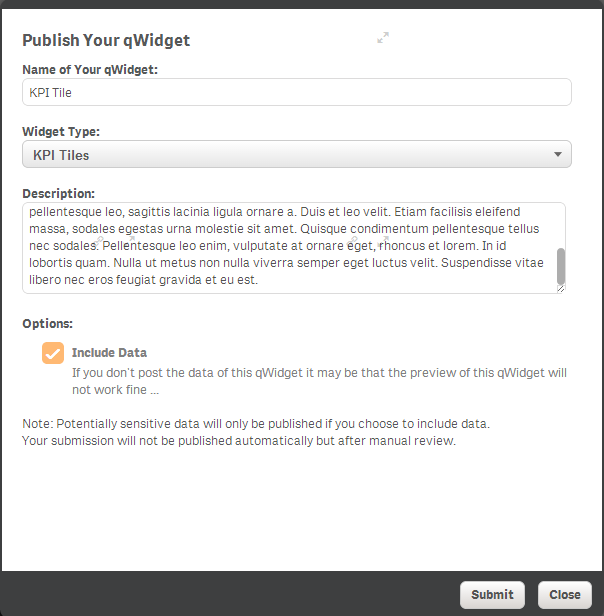 Publish Your qWidget
Name of Your qWidget:
KPI Tile
Widget Type:
KPI Tiles
Description:
pellentesque leo, sagittis lacinia ligula ornare a. Duis et leo velit. Etiam facilisis eleifend
massa, sodales egestas urna molestie sit amet. Quisque condimentum pellentesque tellus
nec sodales. Pellentesque leo enim, vulputate at ornare eget, rhoncus et lorem. In id
lobortis quam. Nulla ut metus non nulla viverra semper eget luctus velit. Suspendisse vitae
libero nec eros feugiat gravida et eu est.
Options:
Include Data
If you don't post the data of this qWidget it may be that the preview of this qWidget will
not work fine ...
Note: Potentially sensitive data will only be published if you choose to include data.
Your submission will not be published automatically but after manual review.
Submit
Close